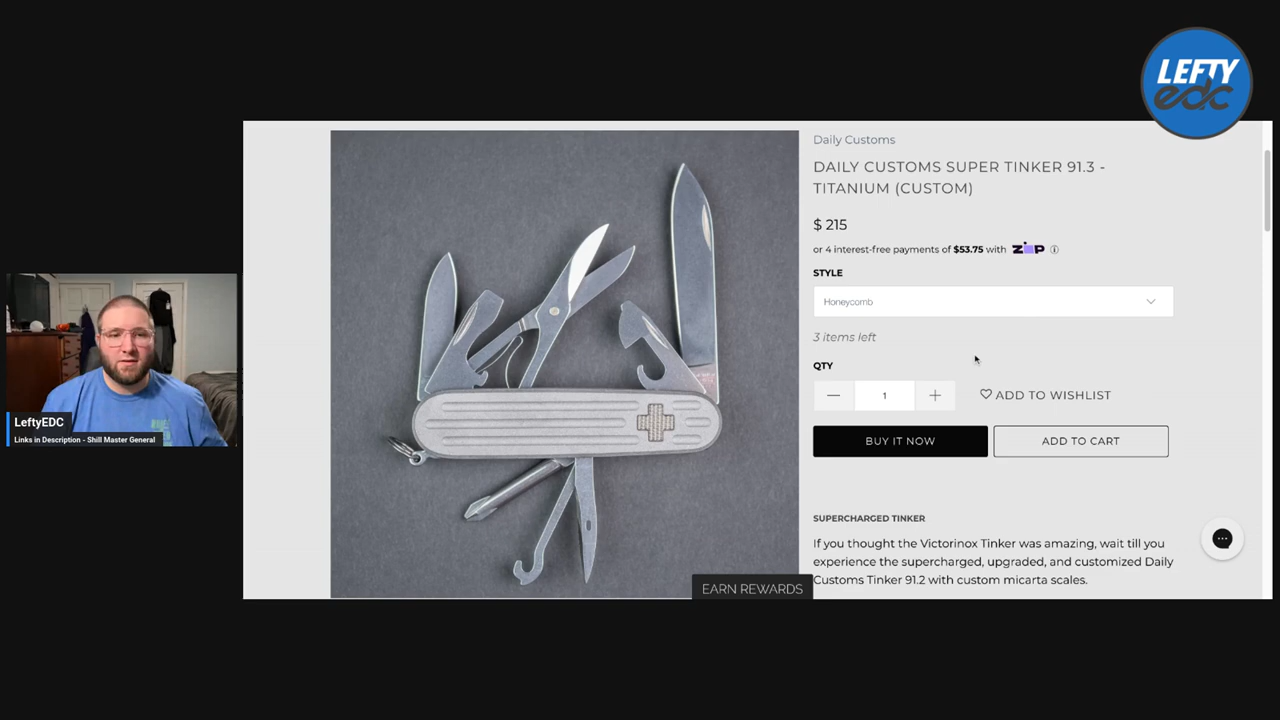 LEFTY
edc
Daily Customs
DAILY CUSTOMS SUPER TINKER 91.3 -
TITANIUM (CUSTOM)
$ 215
or 4 interest-free payments of $53.75 with ZIP
STYLE
Honeycomb
3 items left
QTY
1
ADD TO WISHLIST
BUY IT NOW
ADD TO CART
LeftyEDC
Links in Description - Shill Master General
SUPERCHARGED TINKER
If you thought the Victorinox Tinker was amazing, wait till you
experience the supercharged, upgraded, and customized Daily
Customs Tinker 91.2 with custom micarta scales.
EARN REWARDS